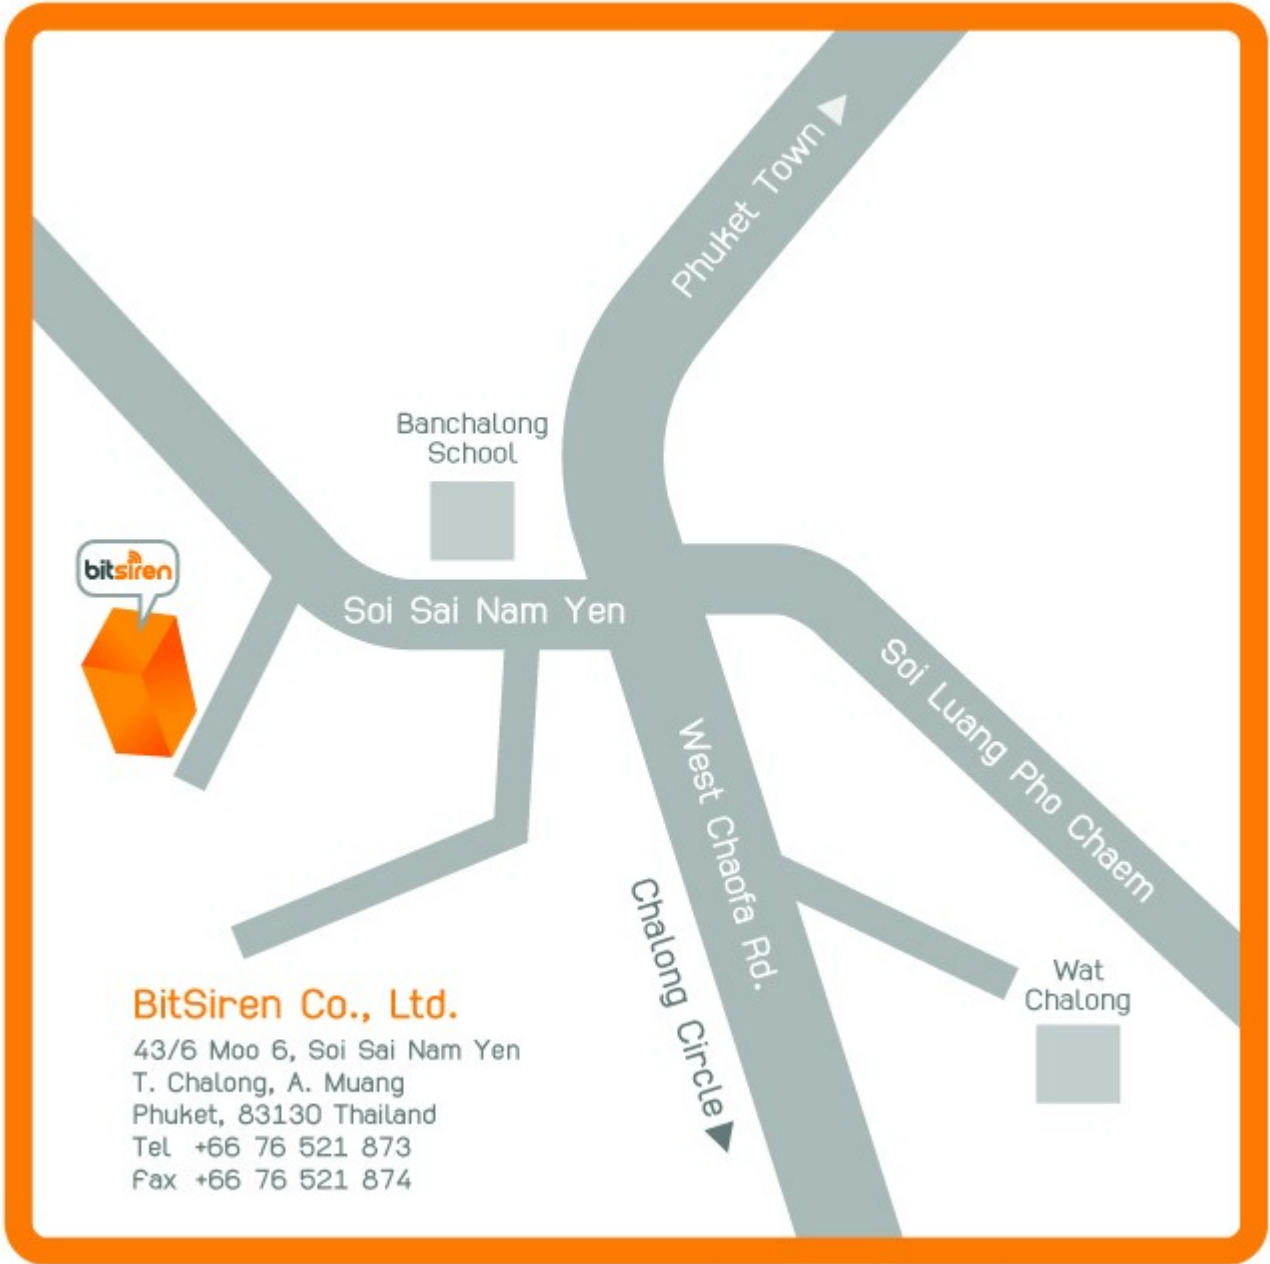 Phuket Town
Banchalong
School
bitsiren
Soi Sai Nam Yen
Soi Luang Pho Chaem
West Chaofa Rd.
Chalong Circle
Wat
Chalong
BitSiren Co., Ltd.
43/6 Moo 6, Soi Sai Nam Yen
T. Chalong, A. Muang
Phuket, 83130 Thailand
Tel +66 76 521 873
Fax +66 76 521 874